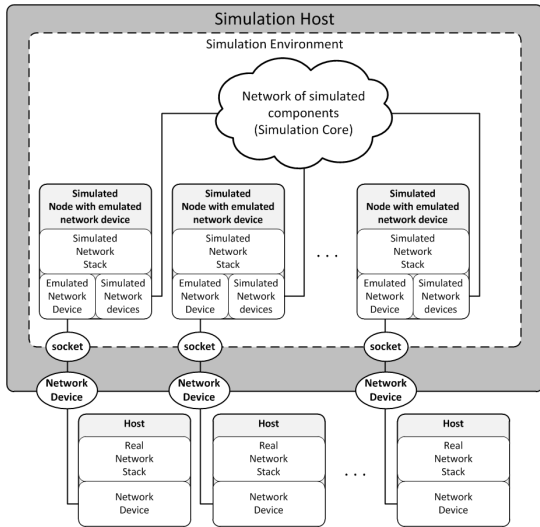 Simulation Host
Simulation Environment
Network of simulated
components
(Simulation Core)
Simulated
Node with emulated
network device
Simulated
Network
Stack
Emulated
Network
Device
Simulated
Network
devices
Simulated
Node with emulated
network device
Simulated
Network
Stack
Emulated
Network
Device
Simulated
Network
devices
. . .
Simulated
Node with emulated
network device
Simulated
Network
Stack
Emulated
Network
Device
Simulated
Network
devices
socket
socket
socket
Network
Device
Network
Device
Network
Device
Host
Real
Network
Stack
Network
Device
Host
Real
Network
Stack
Network
Device
. . .
Host
Real
Network
Stack
Network
Device